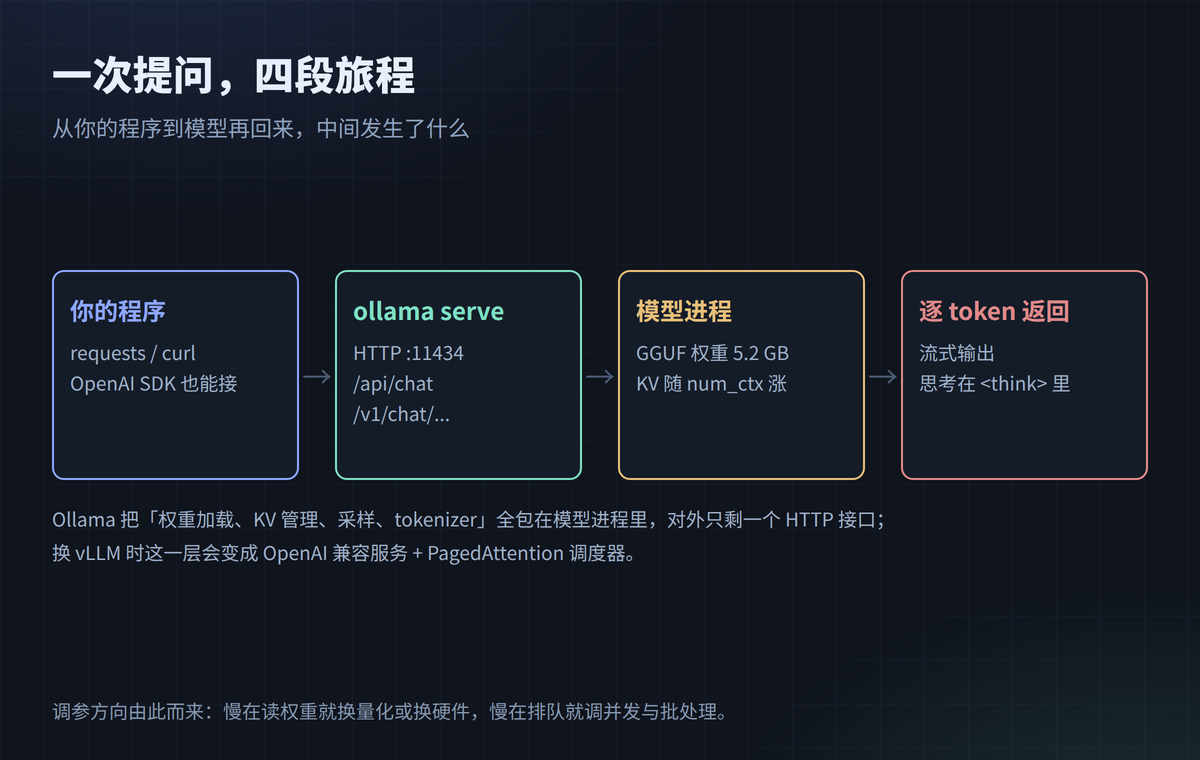 一次提问，四段旅程
从你的程序到模型再回来，中间发生了什么
你的程序
requests / curl
OpenAI SDK 也能接
→
ollama serve
HTTP :11434
/api/chat
/v1/chat/...
→
模型进程
GGUF 权重 5.2 GB
KV 随 num_ctx 涨
→
逐 token 返回
流式输出
思考在 <think> 里
Ollama 把「权重加载、KV 管理、采样、tokenizer」全包在模型进程里，对外只剩一个 HTTP 接口；
换 vLLM 时这一层会变成 OpenAI 兼容服务 + PagedAttention 调度器。
调参方向由此而来：慢在读权重就换量化或换硬件，慢在排队就调并发与批处理。